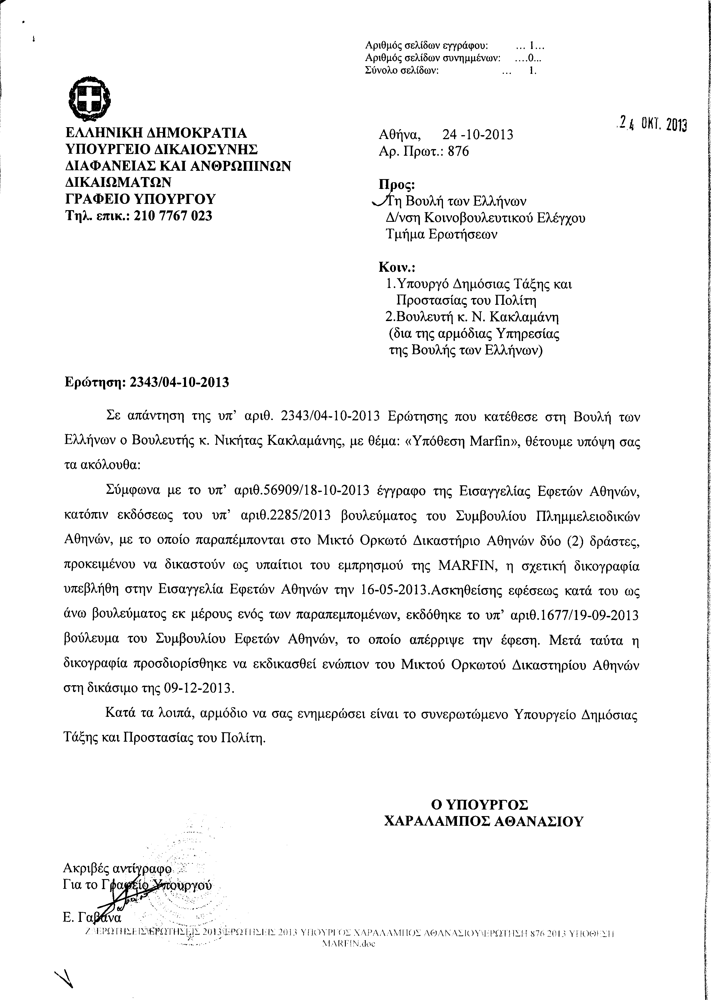 Αριθμός σελίδων εγγράφου: ... 1...
Αριθμός σελίδων συνημμένων: ....0...
Σύνολο σελίδων: ... 1.
24 ΟΚΤ. 2013
ΕΛΛΗΝΙΚΗ ΔΗΜΟΚΡΑΤΙΑ
ΥΠΟΥΡΓΕΙΟ ΔΙΚΑΙΟΣΥΝΗΣ
ΔΙΑΦΑΝΕΙΑΣ ΚΑΙ ΑΝΘΡΩΠΙΝΩΝ
ΔΙΚΑΙΩΜΑΤΩΝ
ΓΡΑΦΕΙΟ ΥΠΟΥΡΓΟΥ
Τηλ. επικ.: 210 7767 023
Αθήνα, 24 -10-2013
Αρ. Πρωτ.: 876
Προς:
Τη Βουλή των Ελλήνων
Δ/νση Κοινοβουλευτικού Ελέγχου
Τμήμα Ερωτήσεων
Κοιν.:
1.Υπουργό Δημόσιας Τάξης και
Προστασίας του Πολίτη
2.Βουλευτή κ. Ν. Κακλαμάνη
(δια της αρμόδιας Υπηρεσίας
της Βουλής των Ελλήνων)
Ερώτηση: 2343/04-10-2013
Σε απάντηση της υπ’ αριθ. 2343/04-10-2013 Ερώτησης που κατέθεσε στη Βουλή των
Ελλήνων ο Βουλευτής κ. Νικήτας Κακλαμάνης, με θέμα: «Υπόθεση Marfin», θέτουμε υπόψη σας
τα ακόλουθα:
Σύμφωνα με το υπ’ αριθ.56909/18-10-2013 έγγραφο της Εισαγγελίας Εφετών Αθηνών,
κατόπιν εκδόσεως του υπ’ αριθ.2285/2013 βουλεύματος του Συμβουλίου Πλημμελειοδικών
Αθηνών, με το οποίο παραπέμπονται στο Μικτό Ορκωτό Δικαστήριο Αθηνών δύο (2) δράστες,
προκειμένου να δικαστούν ως υπαίτιοι του εμπρησμού της MARFIN, η σχετική δικογραφία
υπεβλήθη στην Εισαγγελία Εφετών Αθηνών την 16-05-2013.Ασκηθείσης εφέσεως κατά του ως
άνω βουλεύματος εκ μέρους ενός των παραπεμπομένων, εκδόθηκε το υπ’ αριθ.1677/19-09-2013
βούλευμα του Συμβουλίου Εφετών Αθηνών, το οποίο απέρριψε την έφεση. Μετά ταύτα η
δικογραφία προσδιορίσθηκε να εκδικασθεί ενώπιον του Μικτού Ορκωτού Δικαστηρίου Αθηνών
στη δικάσιμο της 09-12-2013.
Κατά τα λοιπά, αρμόδιο να σας ενημερώσει είναι το συνερωτώμενο Υπουργείο Δημόσιας
Τάξης και Προστασίας του Πολίτη.
Ο ΥΠΟΥΡΓΟΣ
ΧΑΡΑΛΑΜΠΟΣ ΑΘΑΝΑΣΙΟΥ
Ακριβές αντίγραφο
Για το Γραφείο Υπουργού
Ε. Γαβάνα
Ζ:\ΕΡΩΤΗΣΕΙΣ\ΕΡΩΤΗΣΕΙΣ 2013\ΕΡΩΤΗΣΕΙΣ 2013 ΥΠΟΥΡΓΟΣ ΧΑΡΑΛΑΜΠΟΣ ΑΘΑΝΑΣΙΟΥ\ΕΡΩΤΗΣΗ 876 2013 ΥΠΟΘΕΣΗ
MARFIN.doc